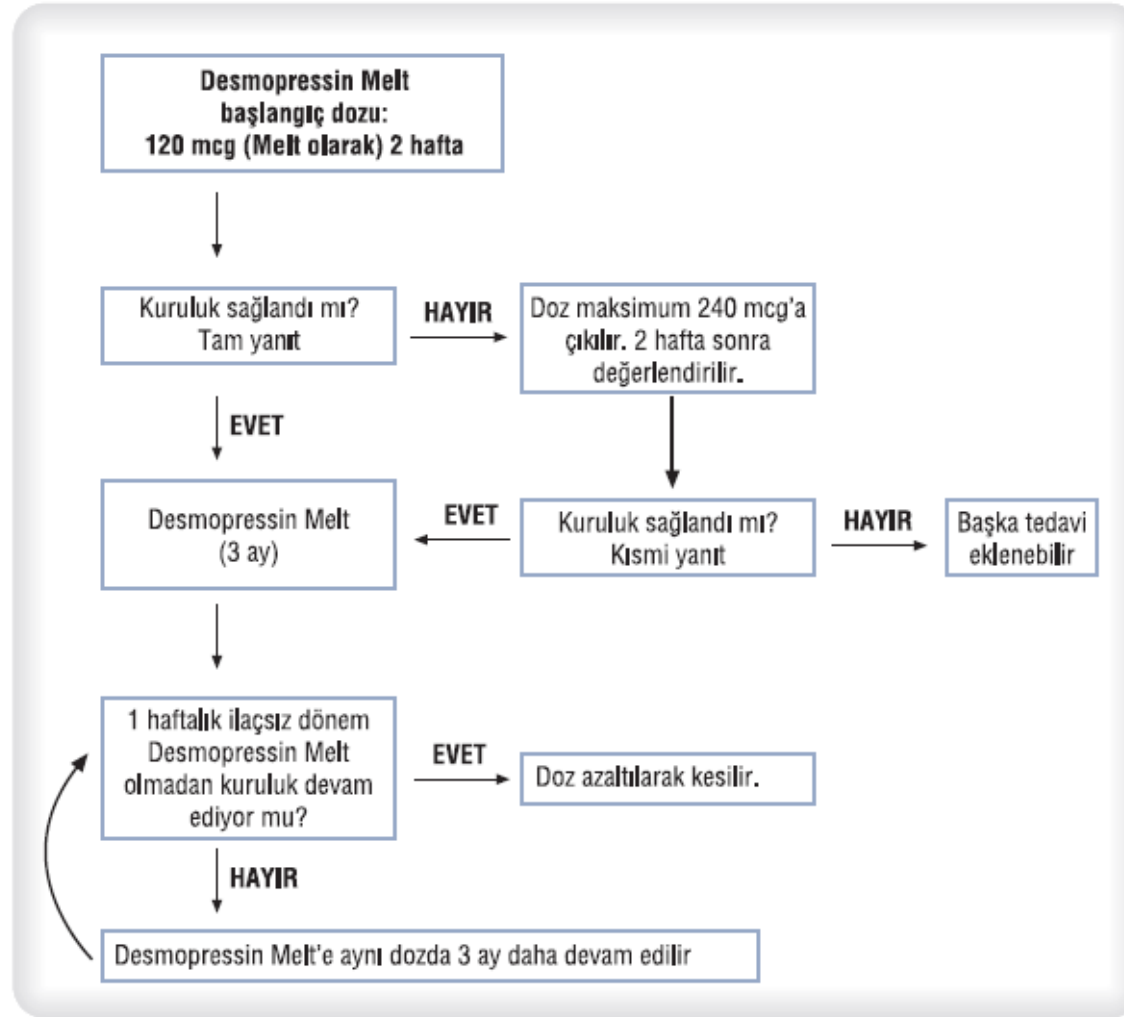 Desmopressin Melt
başlangıç dozu:
120 mcg (Melt olarak) 2 hafta
Kuruluk sağlandı mı?
Tam yanıt
HAYIR
Doz maksimum 240 mcg'a
çıkılır. 2 hafta sonra
değerlendirilir.
EVET
Desmopressin Melt
(3 ay)
EVET
Kuruluk sağlandı mı?
Kısmi yanıt
HAYIR
Başka tedavi
eklenebilir
1 haftalık ilaçsız dönem
Desmopressin Melt
olmadan kuruluk devam
ediyor mu?
EVET
Doz azaltılarak kesilir.
HAYIR
Desmopressin Melt'e aynı dozda 3 ay daha devam edilir